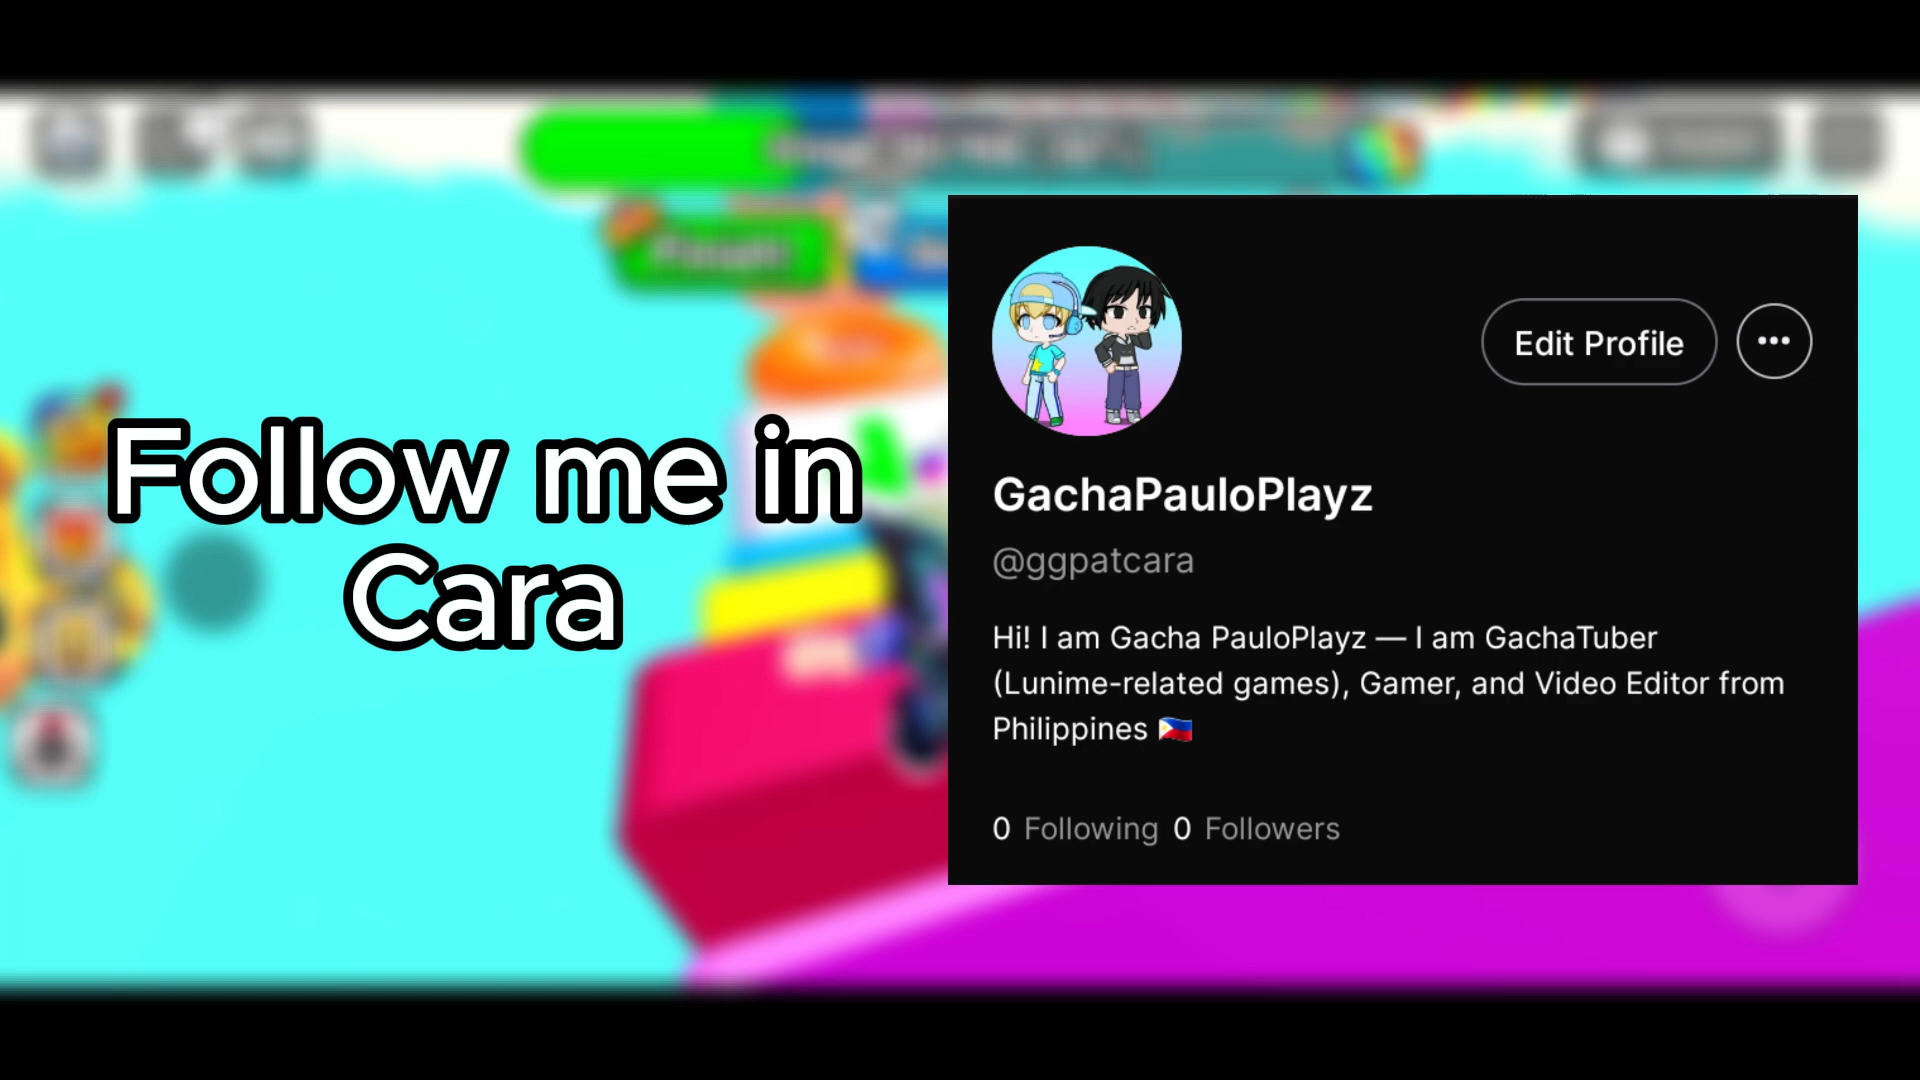 Follow me in
Cara
Edit Profile
GachaPauloPlayz
@ggpatcara
Hi! I am Gacha PauloPlayz — I am GachaTuber
(Lunime-related games), Gamer, and Video Editor from
Philippines 🇵🇭
0 Following 0 Followers